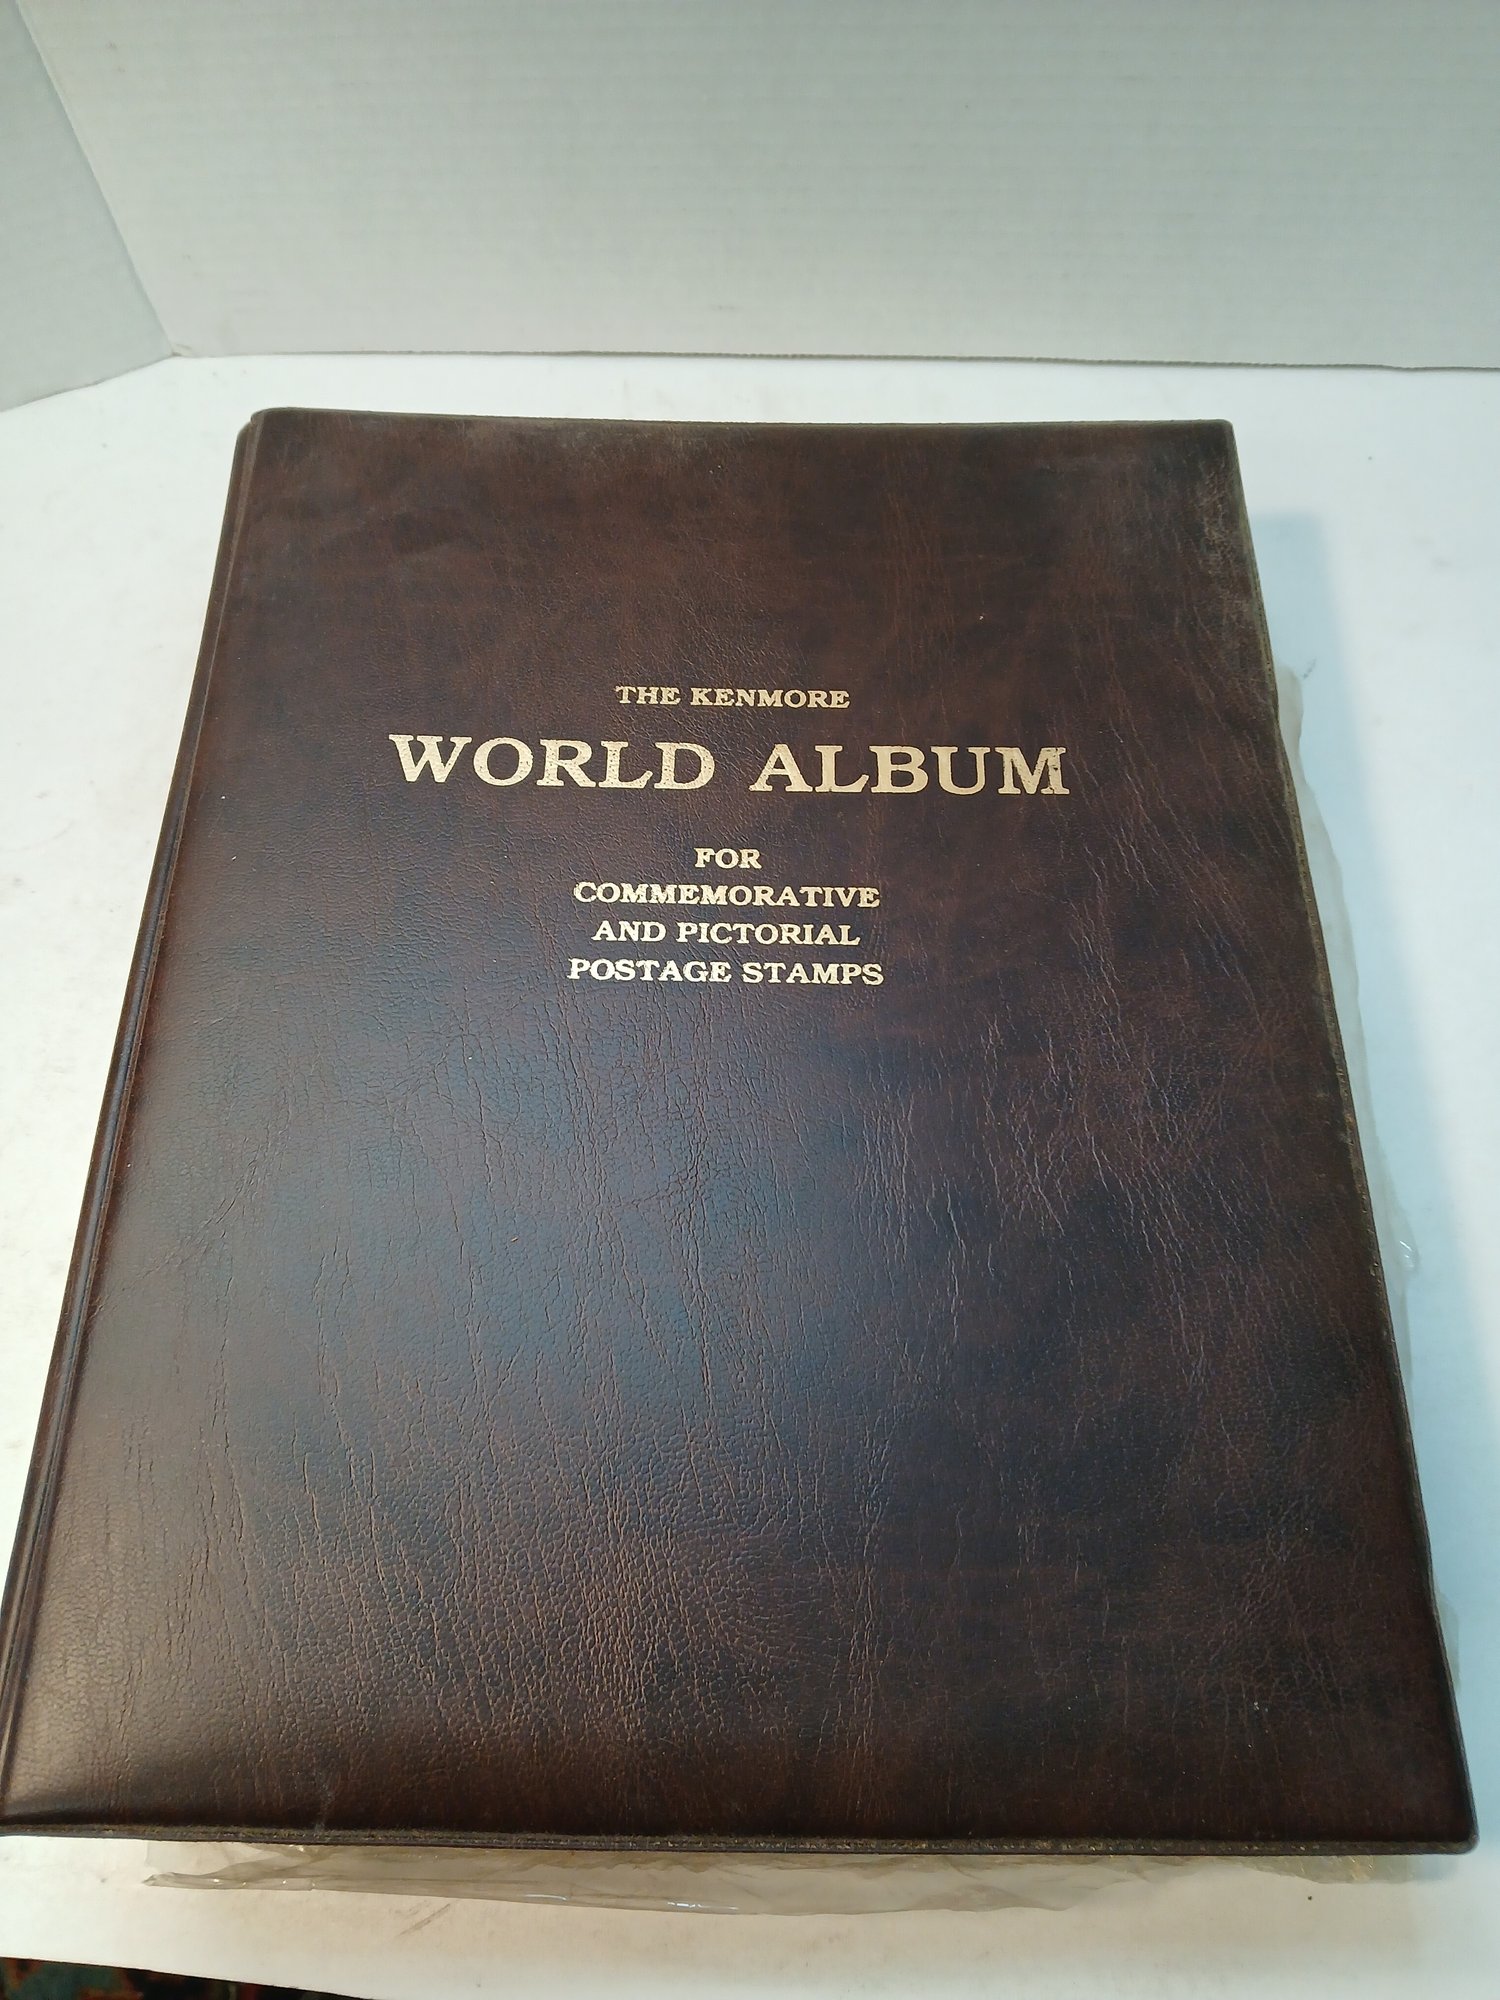 THE KENMORE
WORLD ALBUM
FOR
COMMEMORATIVE
AND PICTORIAL
POSTAGE STAMPS